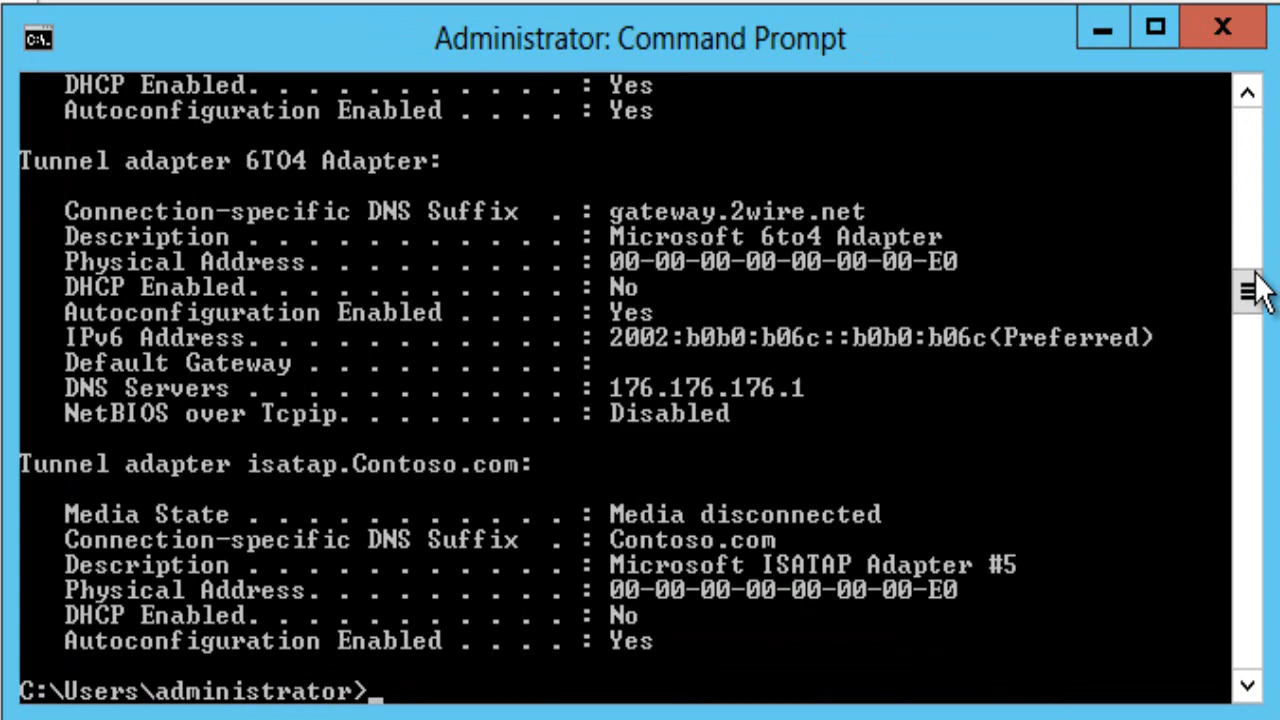 Administrator: Command Prompt
DHCP Enabled. . . . . . . . . . . : Yes
Autoconfiguration Enabled . . . . : Yes
Tunnel adapter 6TO4 Adapter:
Connection-specific DNS Suffix  . : gateway.2wire.net
Description . . . . . . . . . . . : Microsoft 6to4 Adapter
Physical Address. . . . . . . . . : 00-00-00-00-00-00-00-E0
DHCP Enabled. . . . . . . . . . . : No
Autoconfiguration Enabled . . . . : Yes
IPv6 Address. . . . . . . . . . . : 2002:b0b0:b06c::b0b0:b06c(Preferred)
Default Gateway . . . . . . . . . :
DNS Servers . . . . . . . . . . . : 176.176.176.1
NetBIOS over Tcpip. . . . . . . . : Disabled
Tunnel adapter isatap.Contoso.com:
Media State . . . . . . . . . . . : Media disconnected
Connection-specific DNS Suffix  . : Contoso.com
Description . . . . . . . . . . . : Microsoft ISATAP Adapter #5
Physical Address. . . . . . . . . : 00-00-00-00-00-00-00-E0
DHCP Enabled. . . . . . . . . . . : No
Autoconfiguration Enabled . . . . : Yes
C:\Users\administrator>_